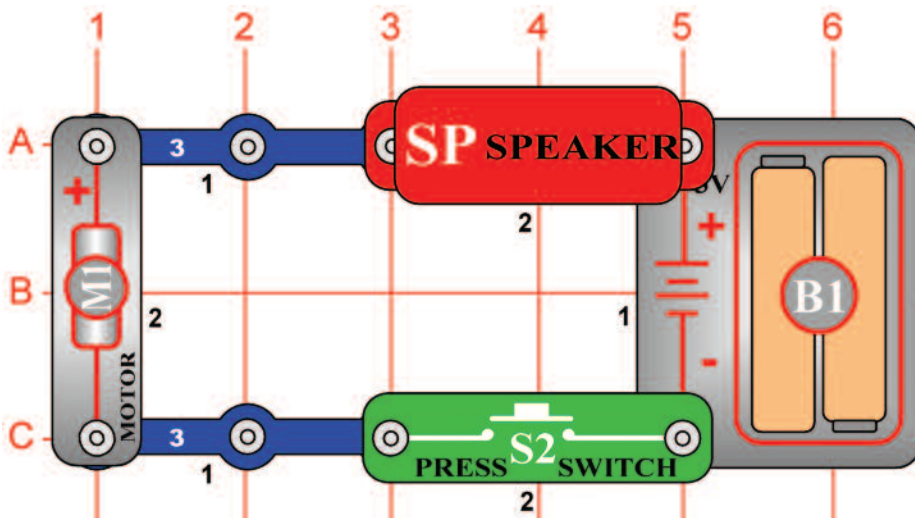 1 2 3 4 5 6
A 3 SP SPEAKER
1 3V
+ 2 +
B M1 2 1 B1
MOTOR -
C 3 S2
PRESS SWITCH
1 2